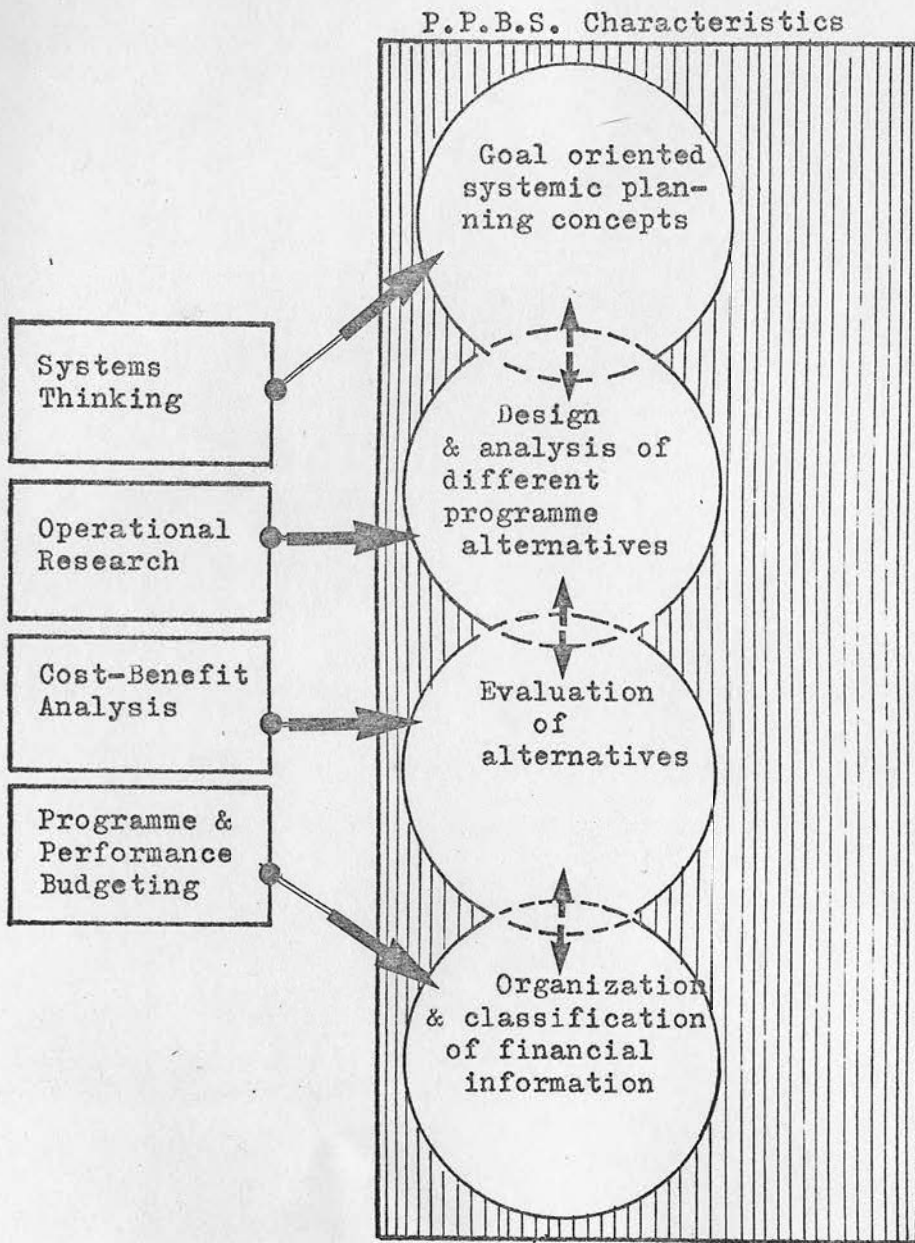 P.P.B.S. Characteristics
Goal oriented
systemic plan-
ning concepts
Systems
Thinking
Design
& analysis of
different
programme
alternatives
Operational
Research
Cost-Benefit
Analysis
Evaluation
of
alternatives
Programme &
Performance
Budgeting
Organization
& classification
of financial
information